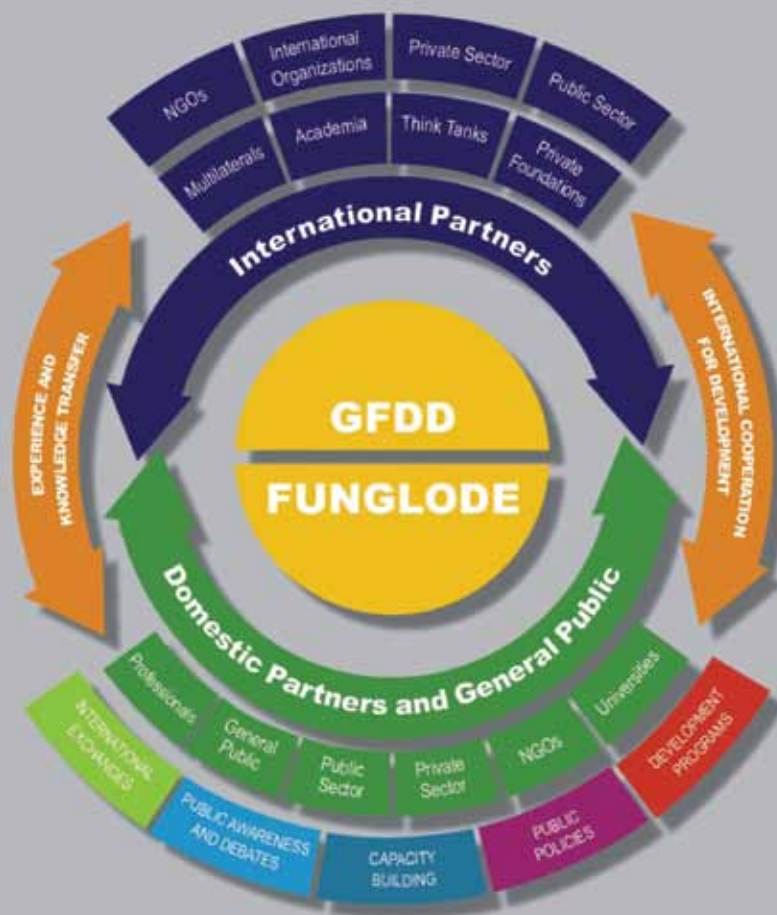 NGOs
International
Organizations
Private Sector
Public Sector
Multilaterals
Academia
Think Tanks
Private
Foundations
International Partners
EXPERIENCE AND
KNOWLEDGE TRANSFER
INTERNATIONAL COOPERATION
FOR DEVELOPMENT
GFDD
FUNGLODE
Domestic Partners and General Public
Professionals
General
Public
Public
Sector
Private
Sector
NGOs
Universities
INTERNATIONAL
EXCHANGES
PUBLIC AWARENESS
AND DEBATES
CAPACITY
BUILDING
PUBLIC
POLICIES
DEVELOPMENT
PROGRAMS